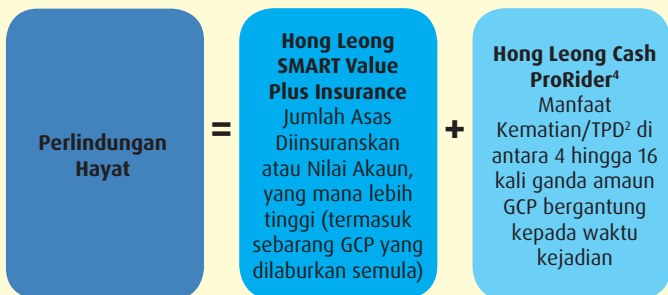 Perlindungan
Hayat
=
Hong Leong
SMART Value
Plus Insurance
Jumlah Asas
Diinsuranskan
atau Nilai Akaun,
yang mana lebih
tinggi (termasuk
sebarang GCP yang
dilaburkan semula)
+
Hong Leong Cash
ProRider⁴
Manfaat
Kematian/TPD² di
antara 4 hingga 16
kali ganda amaun
GCP bergantung
kepada waktu
kejadian